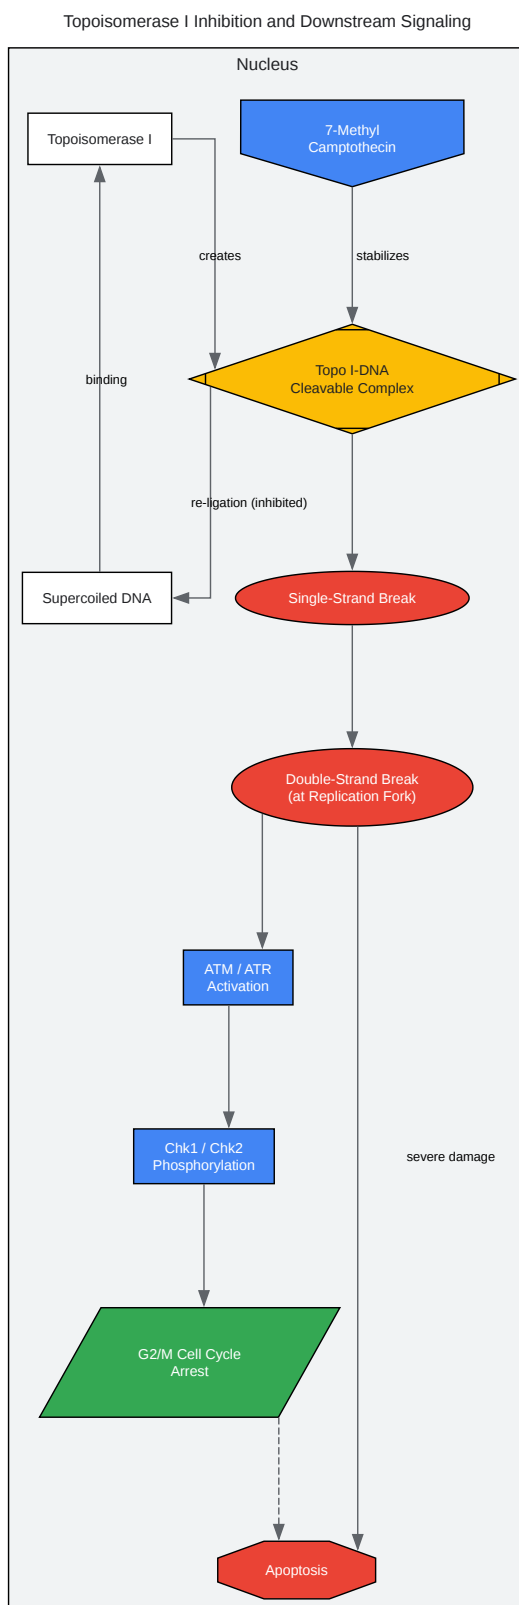 Topoisomerase I Inhibition and Downstream Signaling
Nucleus
Topoisomerase I
7-Methyl
Camptothecin
creates
stabilizes
Topo I-DNA
Cleavable Complex
binding
re-ligation (inhibited)
Supercoiled DNA
Single-Strand Break
Double-Strand Break
(at Replication Fork)
ATM / ATR
Activation
Chk1 / Chk2
Phosphorylation
severe damage
G2/M Cell Cycle
Arrest
Apoptosis